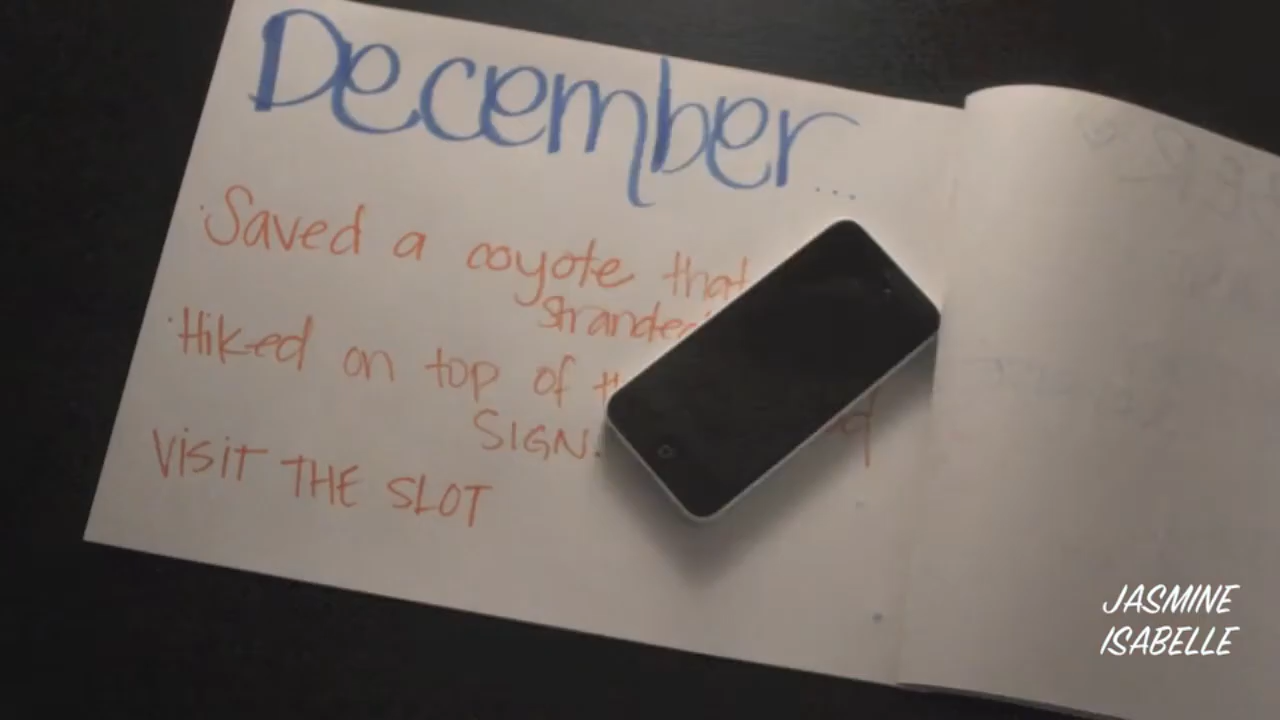 December...
Saved a coyote that
stranded
Hiked on top of
SIGN.
VISIT THE SLOT
JASMINE
ISABELLE